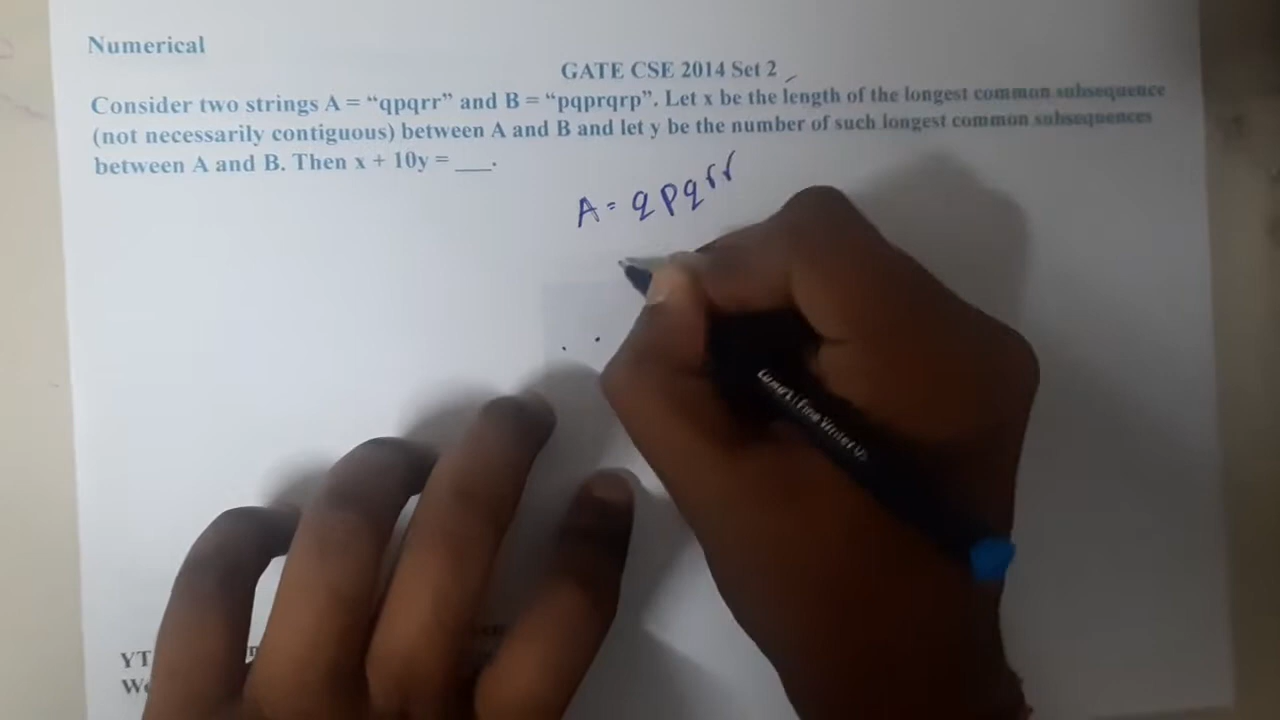 Numerical
GATE CSE 2014 Set 2
Consider two strings A = “qpqrr” and B = “pqprqrp”. Let x be the length of the longest common subsequence
(not necessarily contiguous) between A and B and let y be the number of such longest common subsequences
between A and B. Then x + 10y = ___.
A = qpqrr
YT